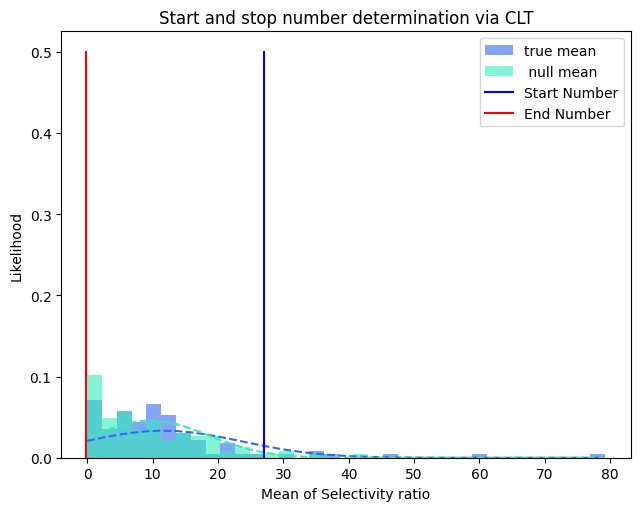 Start and stop number determination via CLT
0.5
0.4
0.3
0.2
0.1
0.0
Likelihood
true mean
null mean
Start Number
End Number
0 10 20 30 40 50 60 70 80
Mean of Selectivity ratio